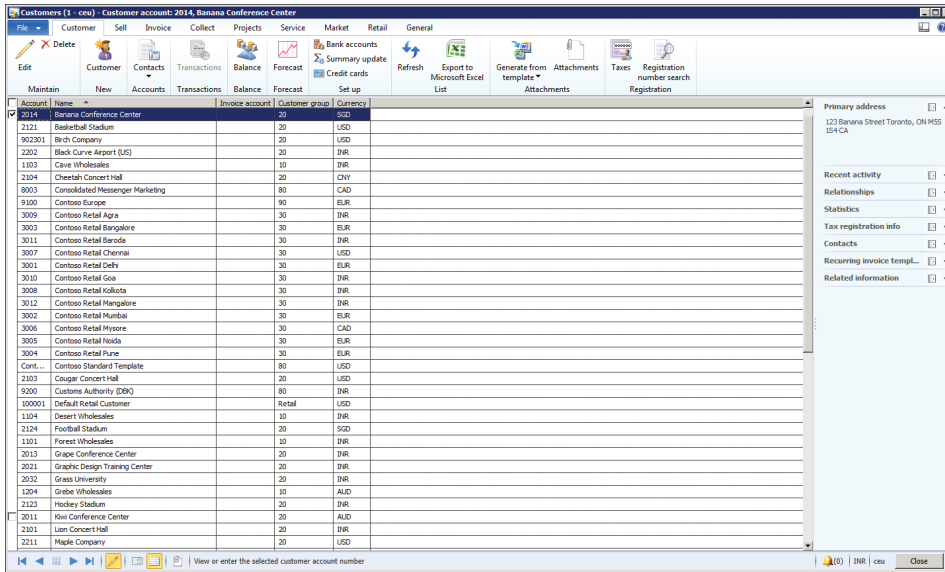 Customers (1 - ceu) - Customer account: 2014, Banana Conference Center
File Customer Sell Invoice Collect Projects Service Market Retail General
Edit
Delete
Customer
Contacts
Transactions
Balance
Forecast
Bank accounts
Summary update
Credit cards
Refresh
Export to
Microsoft Excel
Generate from
template
Attachments
Taxes
Registration
number search
Maintain New Accounts Transactions Balance Forecast Set up List Attachments Registration
Account Name Invoice account Customer group Currency
2014 Banana Conference Center 20 SGD
2121 Basketball Stadium 20 USD
902301 Birch Company 20 USD
2202 Black Curve Airport (US) 20 INR
1103 Cave Wholesales 10 INR
2104 Cheetah Concert Hall 20 CNY
8003 Consolidated Messenger Marketing 80 CAD
9100 Contoso Europe 90 EUR
3009 Contoso Retail Agra 30 INR
3003 Contoso Retail Bangalore 30 EUR
3011 Contoso Retail Baroda 30 INR
3007 Contoso Retail Chennai 30 USD
3001 Contoso Retail Delhi 30 EUR
3010 Contoso Retail Goa 30 INR
3008 Contoso Retail Kolkota 30 INR
3012 Contoso Retail Mangalore 30 INR
3002 Contoso Retail Mumbai 30 EUR
3006 Contoso Retail Mysore 30 CAD
3005 Contoso Retail Noida 30 EUR
3004 Contoso Retail Pune 30 EUR
Cont... Contoso Standard Template 80 USD
2103 Cougar Concert Hall 20 USD
9200 Customs Authority (DBK) 80 INR
100001 Default Retail Customer Retail USD
1104 Desert Wholesales 10 INR
2124 Football Stadium 20 SGD
1101 Forest Wholesales 10 INR
2013 Grape Conference Center 20 INR
2021 Graphic Design Training Center 20 INR
2032 Grass University 20 INR
1204 Grebe Wholesales 10 AUD
2123 Hockey Stadium 20 INR
2011 Kiwi Conference Center 20 AUD
2101 Lion Concert Hall 20 INR
2211 Maple Company 20 USD
Primary address
123 Banana Street Toronto, ON M5S
1S4 CA
Recent activity
Relationships
Statistics
Tax registration info
Contacts
Recurring invoice templ...
Related information
View or enter the selected customer account number
(0) INR ceu Close